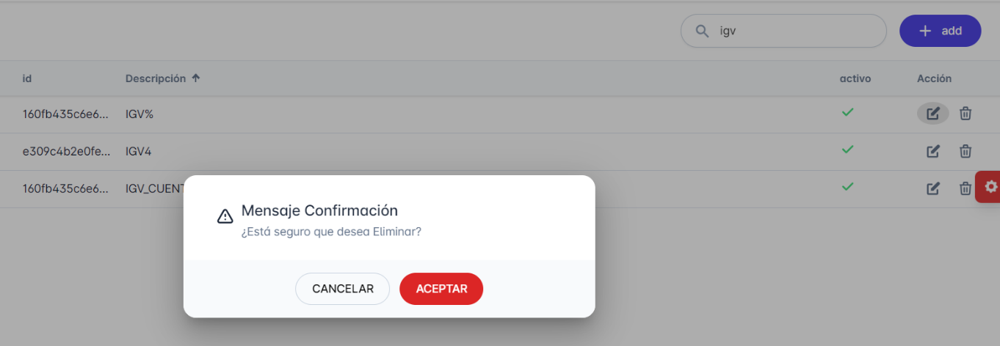 igv
add
id Descripción activo Acción
160fb435c6e6... IGV%
e309c4b2e0fe... IGV4
160fb435c6e6... IGV_CUENT
Mensaje Confirmación
¿Está seguro que desea Eliminar?
CANCELAR ACEPTAR